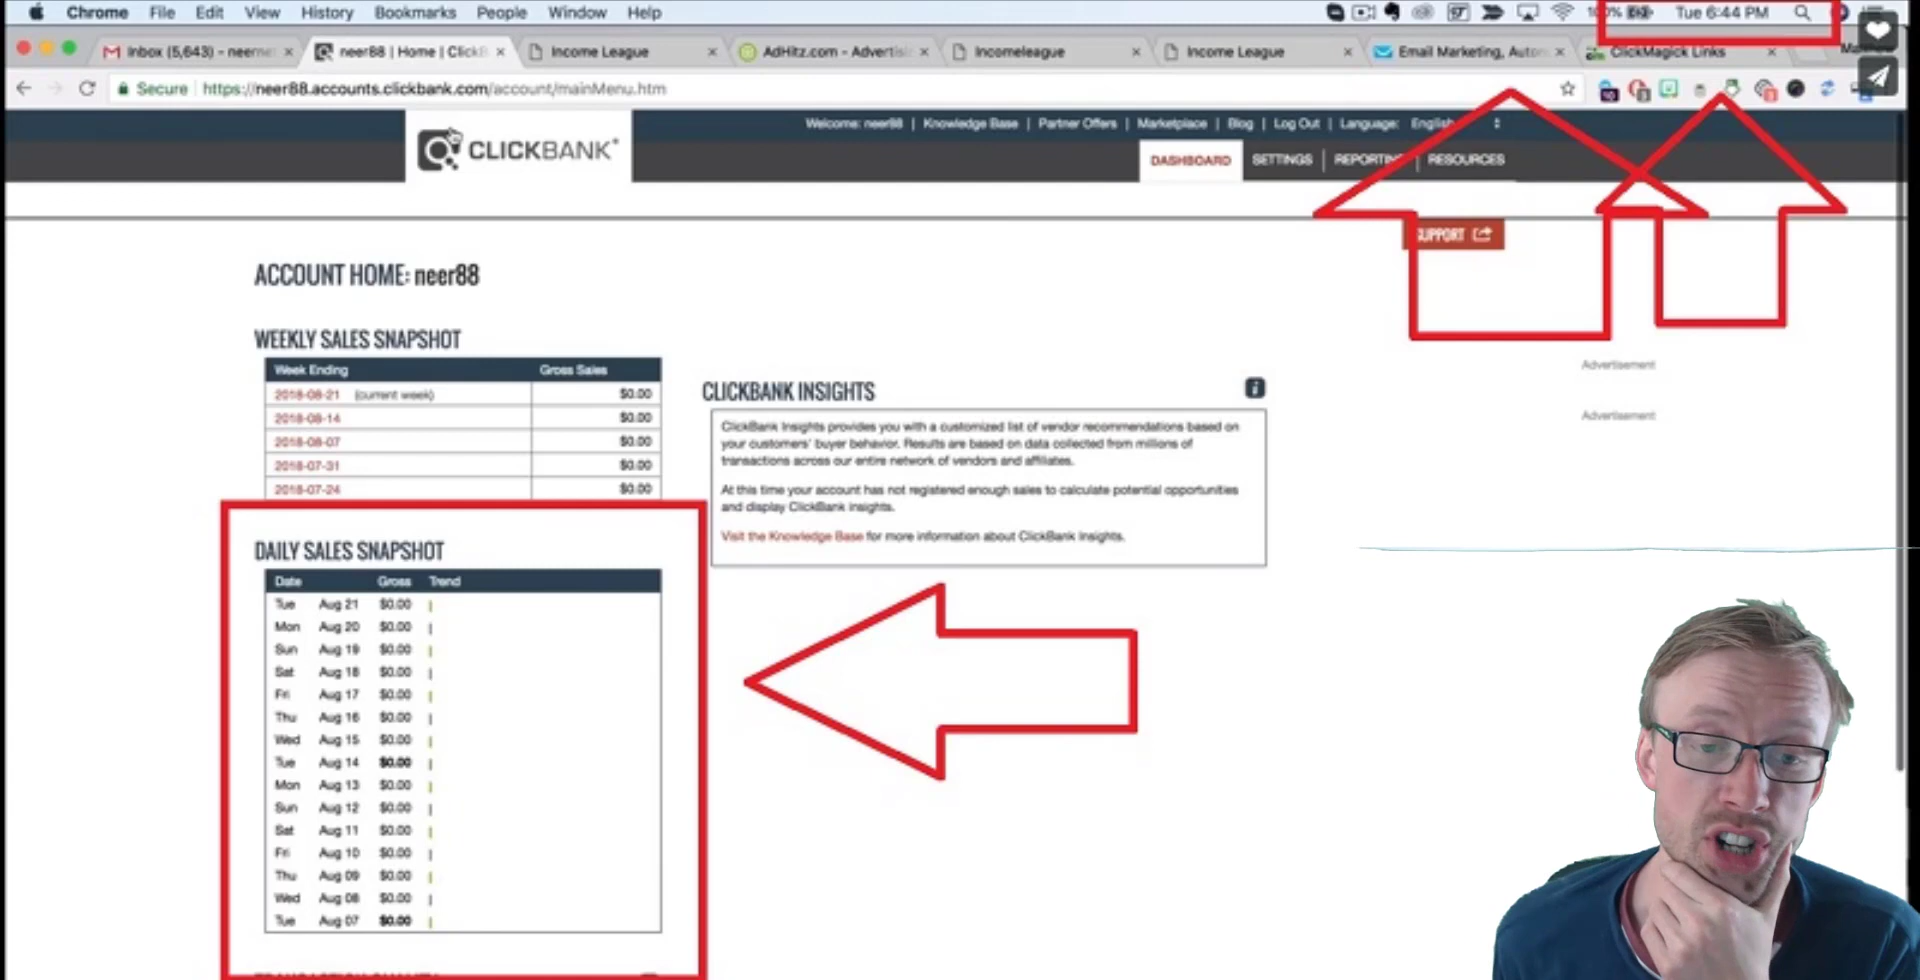 Chrome File Edit View History Bookmarks People Window Help Tue 6:44 PM
Inbox (5,643) - neerne neer88 | Home | ClickB Income League AdHitz.com - Advertisi Incomeleague Income League Email Marketing, Auto ClickMagick Links
Secure https://neer88.accounts.clickbank.com/account/mainMenu.htm
Welcome: neer88 | Knowledge Base | Partner Offers | Marketplace | Blog | Log Out | Language: English
CLICKBANK
DASHBOARD SETTINGS REPORTING RESOURCES
SUPPORT
ACCOUNT HOME: neer88
WEEKLY SALES SNAPSHOT
Week Ending Gross Sales
2018-08-21 (current week) $0.00
2018-08-14 $0.00
2018-08-07 $0.00
2018-07-31 $0.00
2018-07-24 $0.00
CLICKBANK INSIGHTS
ClickBank Insights provides you with a customized list of vendor recommendations based on
your customers' buyer behavior. Results are based on data collected from millions of
transactions across our entire network of vendors and affiliates.
At this time your account has not registered enough sales to calculate potential opportunities
and display ClickBank insights.
Visit the Knowledge Base for more information about ClickBank Insights.
Advertisement
Advertisement
DAILY SALES SNAPSHOT
Date Gross Trend
Tue Aug 21 $0.00
Mon Aug 20 $0.00
Sun Aug 19 $0.00
Sat Aug 18 $0.00
Fri Aug 17 $0.00
Thu Aug 16 $0.00
Wed Aug 15 $0.00
Tue Aug 14 $0.00
Mon Aug 13 $0.00
Sun Aug 12 $0.00
Sat Aug 11 $0.00
Fri Aug 10 $0.00
Thu Aug 09 $0.00
Wed Aug 08 $0.00
Tue Aug 07 $0.00